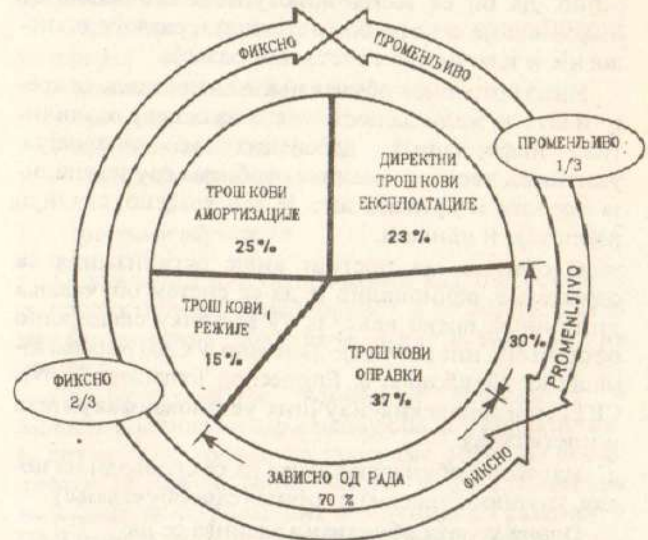 ФИКСНО
ПРОМЕНЉИВО
ПРОМЕНЉИВО
1/3
ТРОШКОВИ
АМОРТИЗАЦИЈЕ
25%
ДИРЕКТНИ
ТРОШКОВИ
ЕКСПЛОАТАЦИЈЕ
23%
ТРОШКОВИ
РЕЖИЈЕ
15%
ТРОШКОВИ
ОПРАВКИ
37%
30%
PROMENLJIVO
ФИКСНО
2/3
ФИКСНО
ЗАВИСНО ОД РАДА
70 %